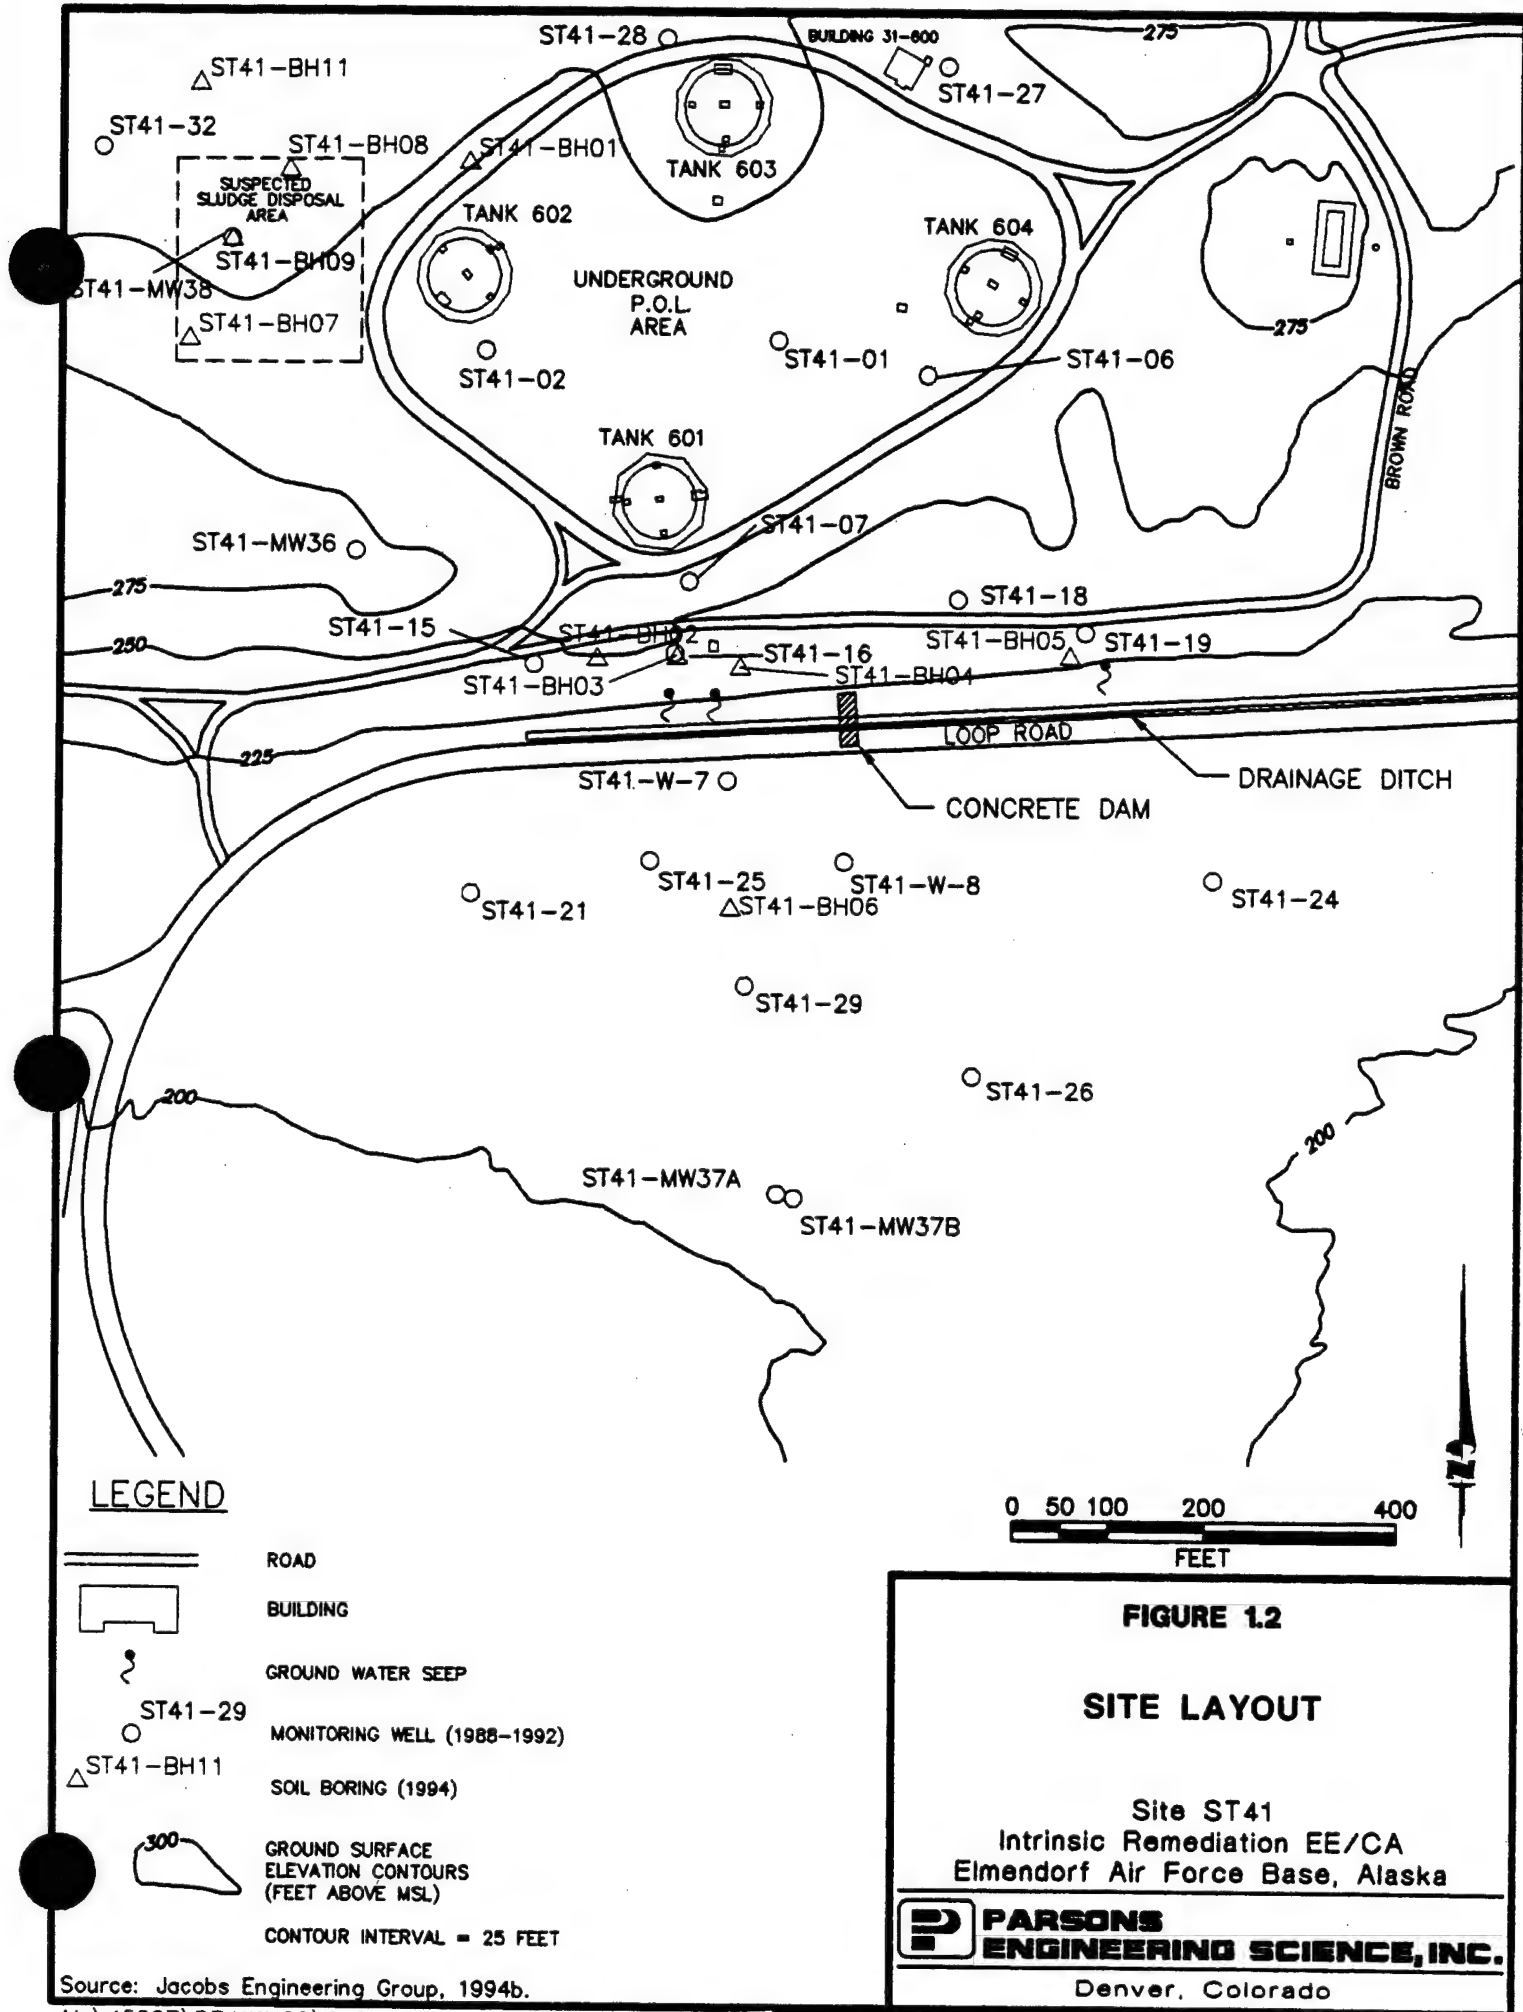 ST41-28
BUILDING 31-600
275
ST41-BH11
ST41-27
ST41-32
ST41-BH08
ST41-BH01
TANK 603
SUSPECTED
SLUDGE DISPOSAL
AREA
TANK 602
TANK 604
ST41-BH09
UNDERGROUND
P.O.L.
AREA
ST41-MW38
ST41-BH07
275
ST41-02
ST41-01
ST41-06
BROWN ROAD
TANK 601
ST41-07
ST41-MW36
275
ST41-18
ST41-15
250
ST41-BH02
ST41-BH05
ST41-19
ST41-16
ST41-BH03
ST41-BH04
225
LOOP ROAD
ST41-W-7
DRAINAGE DITCH
CONCRETE DAM
ST41-25
ST41-W-8
ST41-24
ST41-21
ST41-BH06
ST41-29
ST41-26
200
200
ST41-MW37A
ST41-MW37B
N
LEGEND
0 50 100 200 400
FEET
ROAD
BUILDING
GROUND WATER SEEP
ST41-29
MONITORING WELL (1988-1992)
ST41-BH11
SOIL BORING (1994)
300
GROUND SURFACE
ELEVATION CONTOURS
(FEET ABOVE MSL)
CONTOUR INTERVAL = 25 FEET
Source: Jacobs Engineering Group, 1994b.
FIGURE 1.2
SITE LAYOUT
Site ST41
Intrinsic Remediation EE/CA
Elmendorf Air Force Base, Alaska
PARSONS
ENGINEERING SCIENCE, INC.
Denver, Colorado